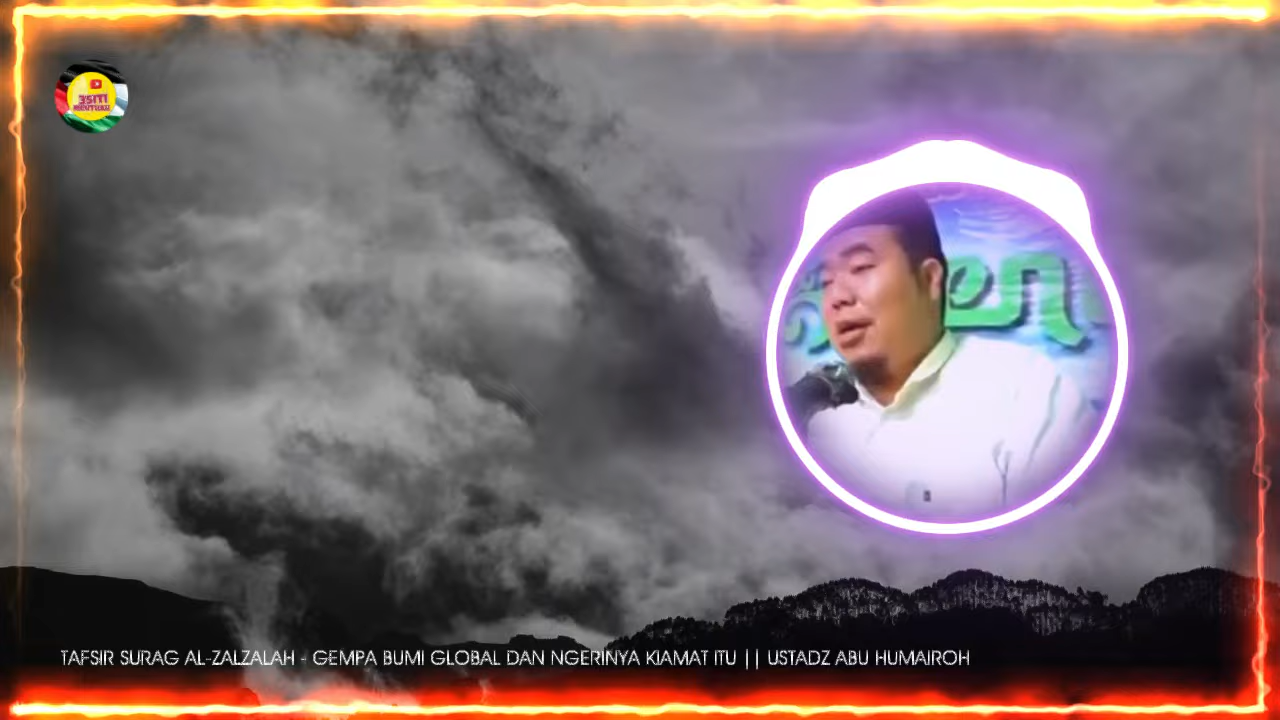 TAFSIR SURAG AL-ZALZALAH - GEMPA BUMI GLOBAL DAN NGERINYA KIAMAT ITU || USTADZ ABU HUMAIROH